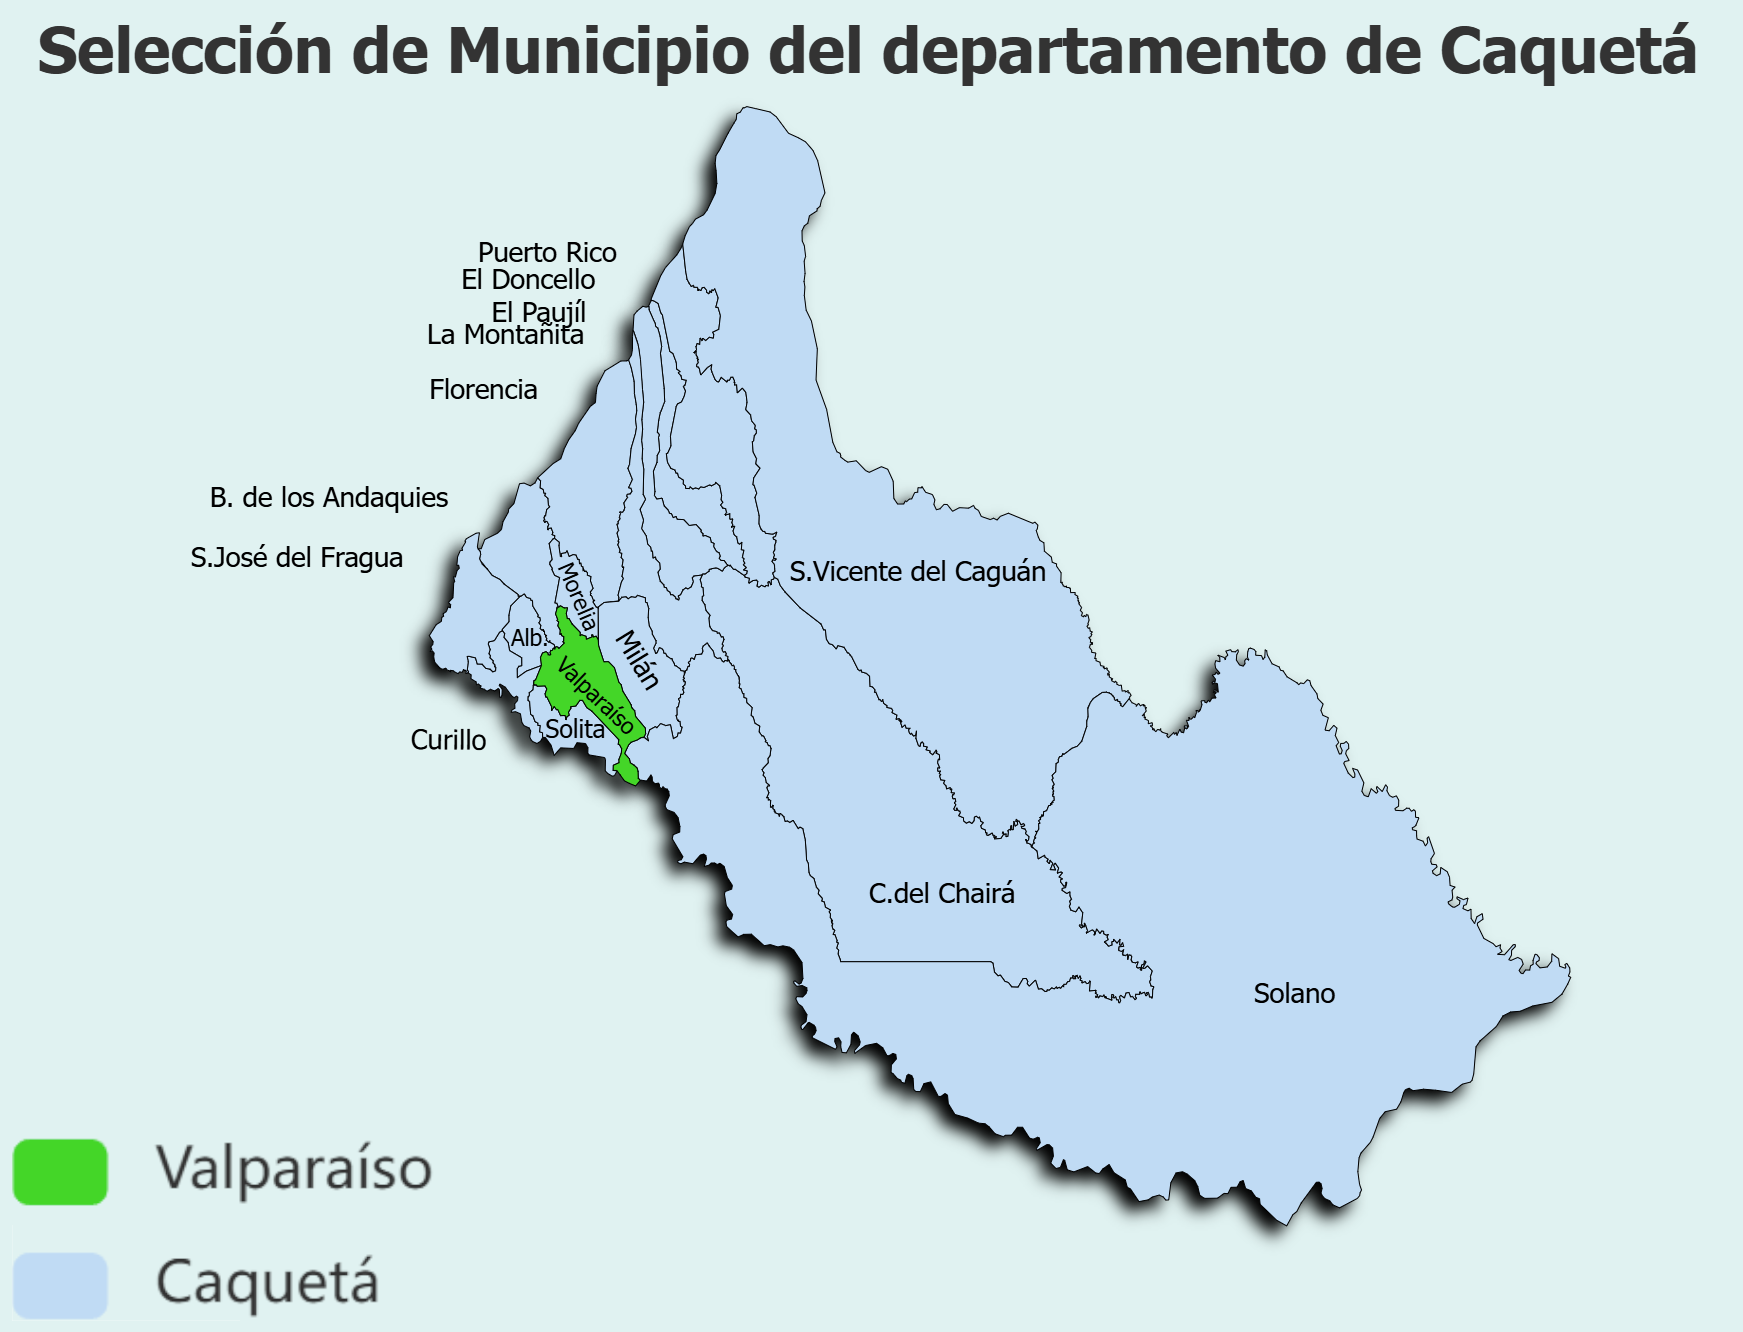 Selección de Municipio del departamento de Caquetá
Puerto Rico
El Doncello
El Paujíl
La Montañita
Florencia
B. de los Andaquies
S.José del Fragua
S.Vicente del Caguán
Morelia
Alb.
Milán
Valparaíso
Solita
Curillo
C.del Chairá
Solano
Valparaíso
Caquetá